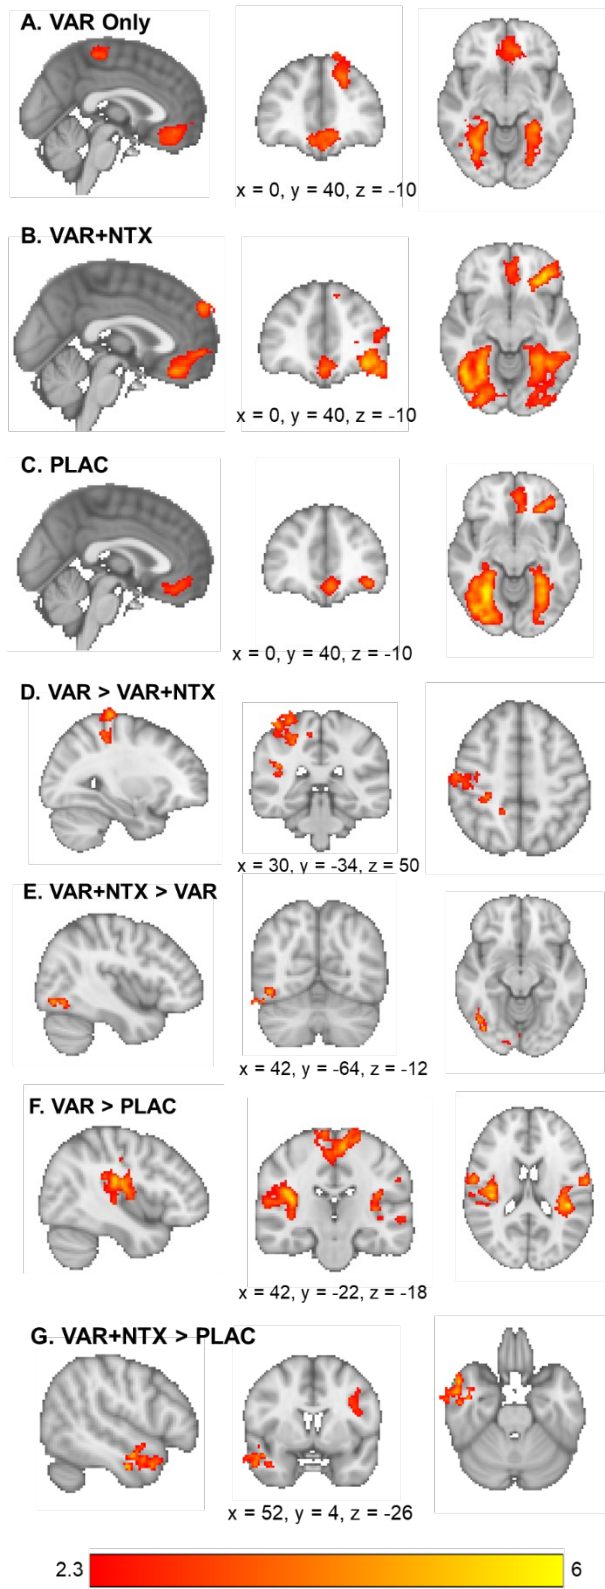 A. VAR Only
x = 0, y = 40, z = -10
B. VAR+NTX
x = 0, y = 40, z = -10
C. PLAC
x = 0, y = 40, z = -10
D. VAR > VAR+NTX
x = 30, y = -34, z = 50
E. VAR+NTX > VAR
x = 42, y = -64, z = -12
F. VAR > PLAC
x = 42, y = -22, z = -18
G. VAR+NTX > PLAC
x = 52, y = 4, z = -26
2.3 6